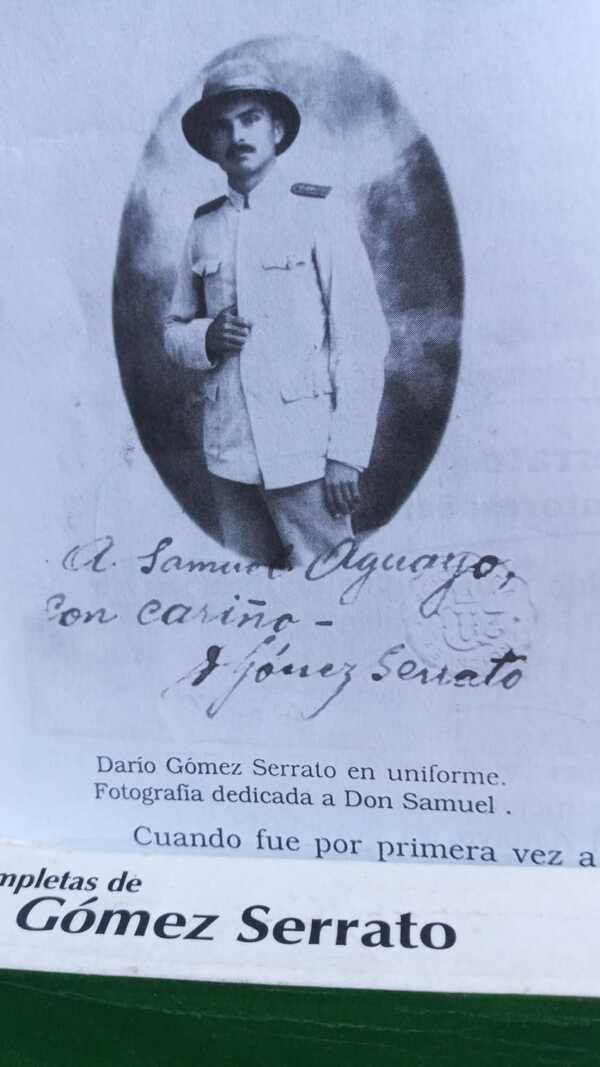 A Samuel Aguayo,
Con cariño -
D Gómez Serrato
Darío Gómez Serrato en uniforme.
Fotografía dedicada a Don Samuel .
Cuando fue por primera vez a
mpletas de
Gómez Serrato